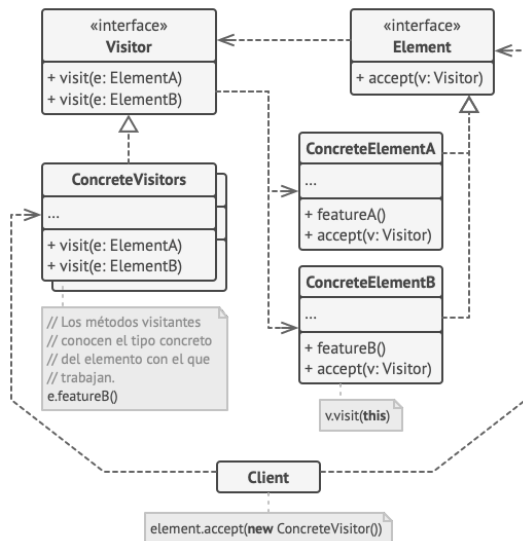 «interface»
Visitor
+ visit(e: ElementA)
+ visit(e: ElementB)
«interface»
Element
+ accept(v: Visitor)
ConcreteVisitors
...
+ visit(e: ElementA)
+ visit(e: ElementB)
// Los métodos visitantes
// conocen el tipo concreto
// del elemento con el que
// trabajan.
e.featureB()
ConcreteElementA
...
+ featureA()
+ accept(v: Visitor)
ConcreteElementB
...
+ featureB()
+ accept(v: Visitor)
v.visit(this)
Client
element.accept(new ConcreteVisitor())